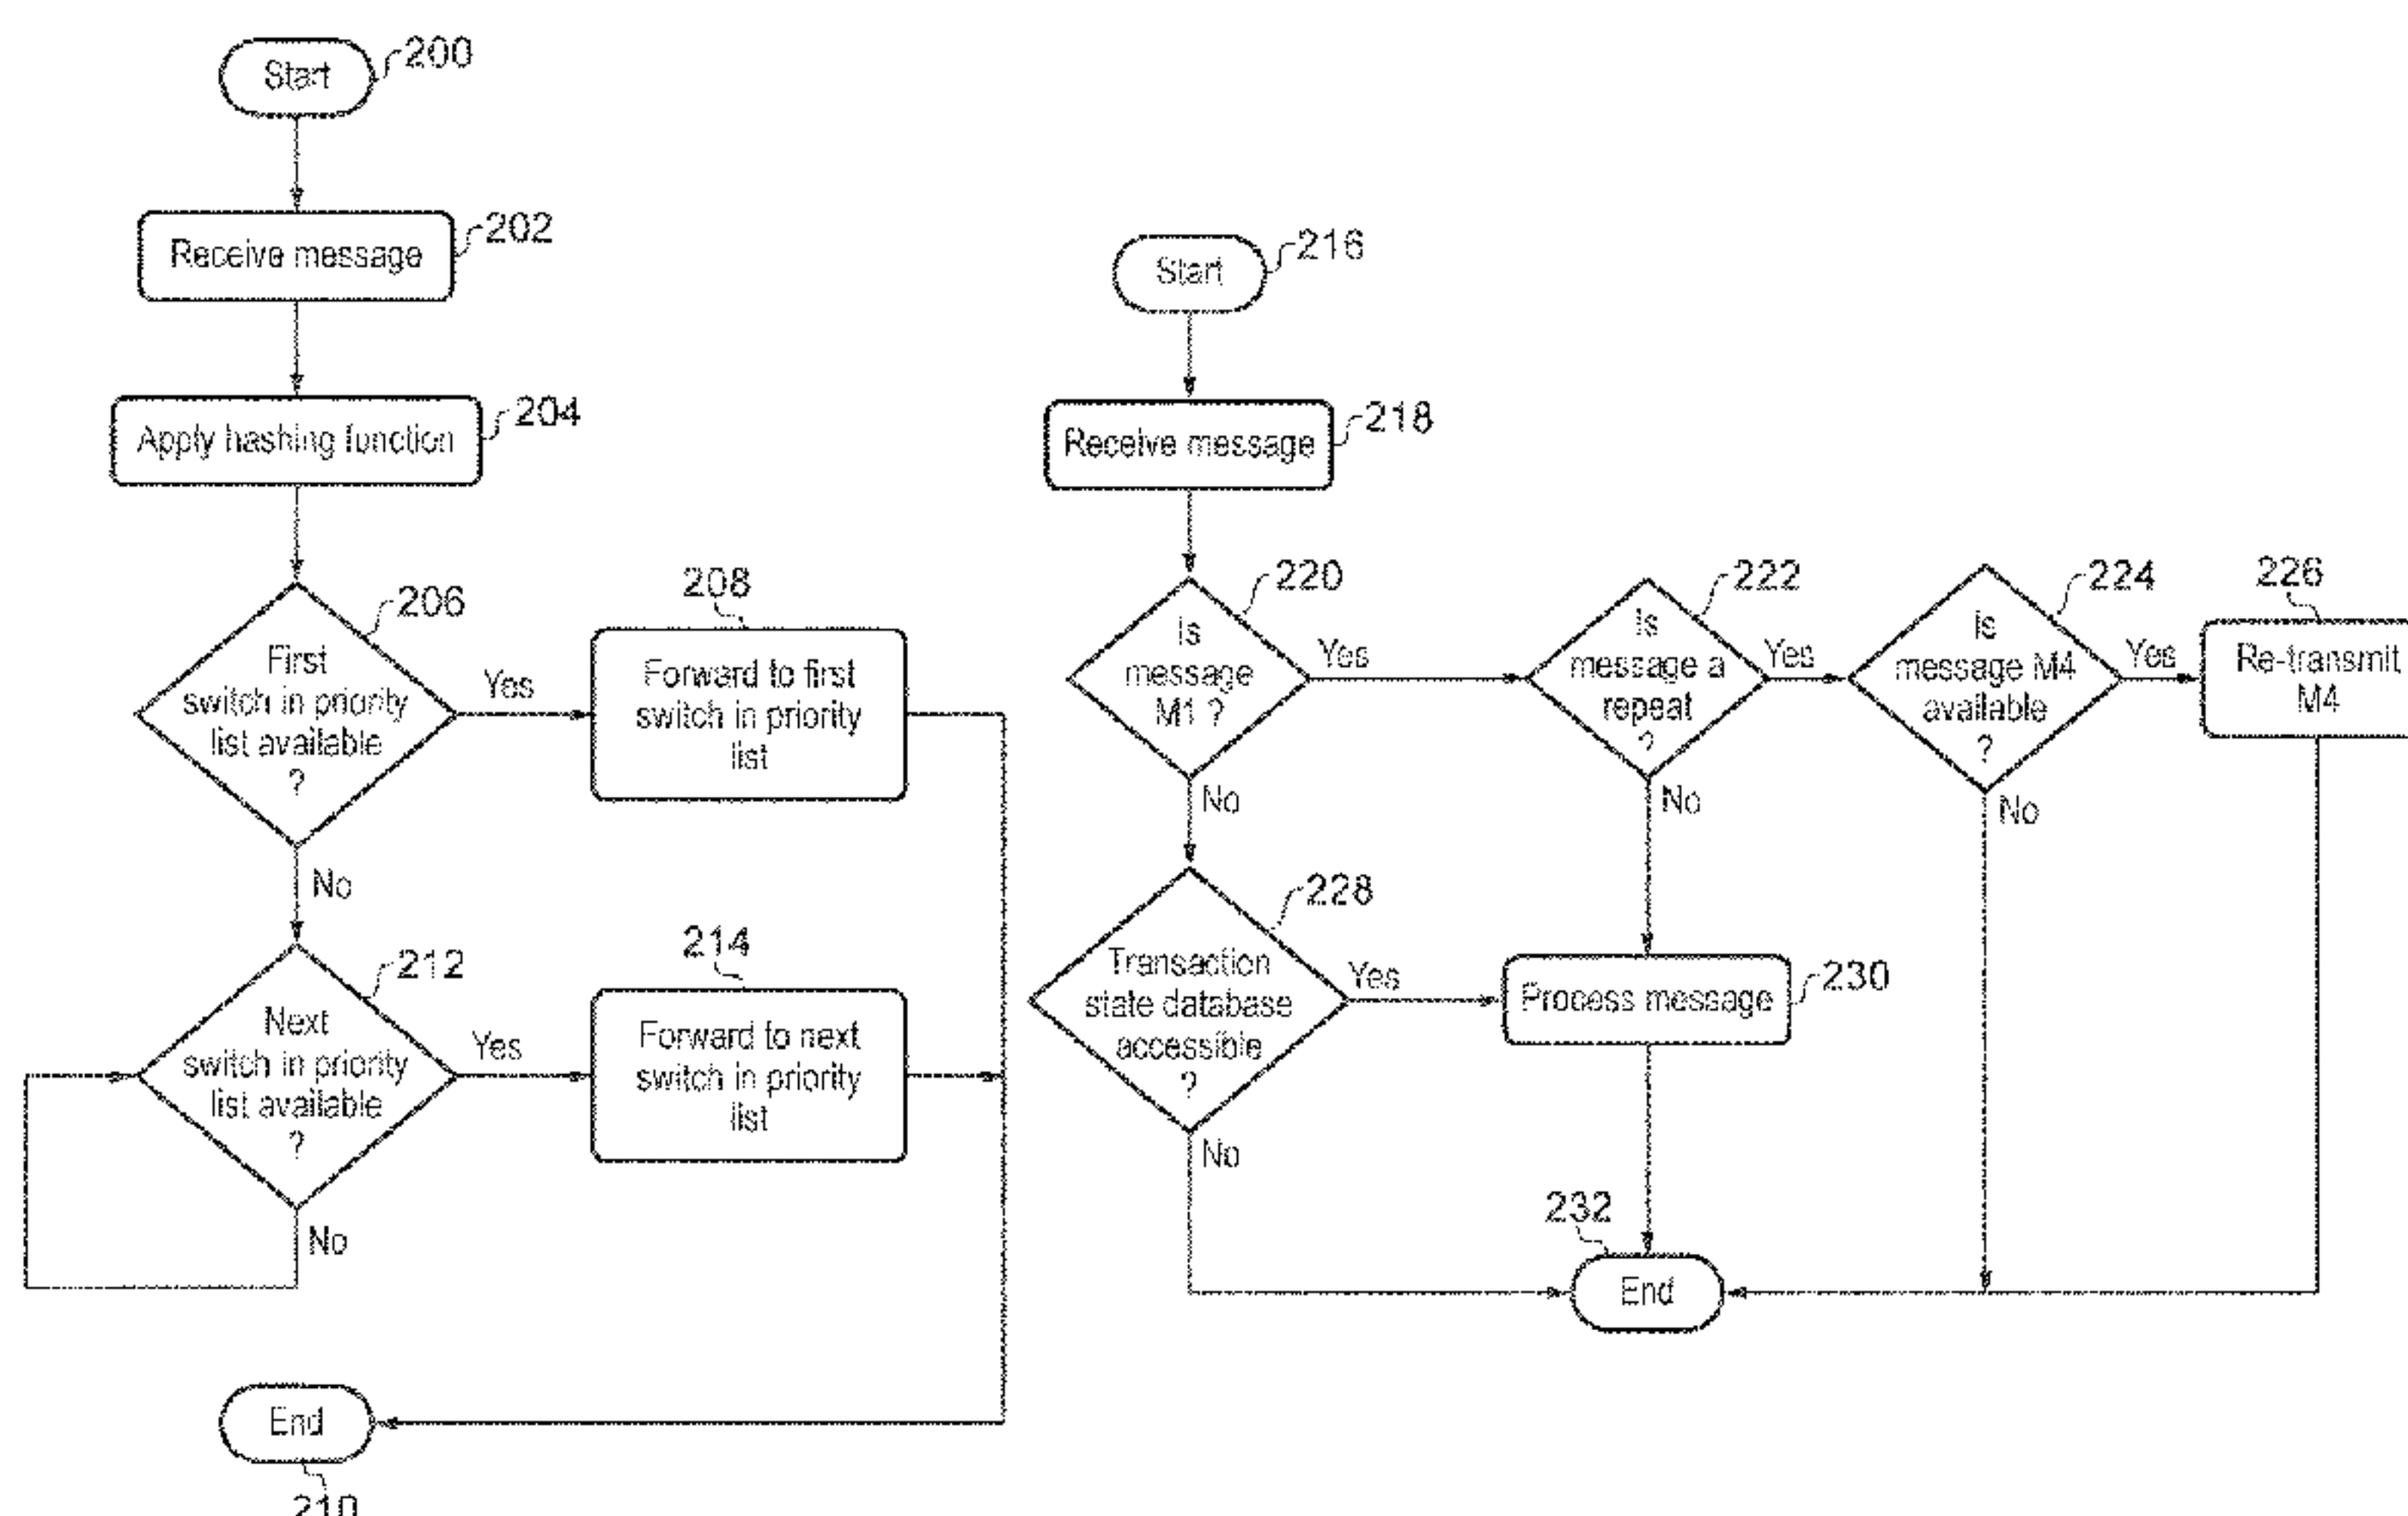 Start
200
Receive message
202
Apply hashing function
204
First
switch in priority
list available
?
206
Yes
No
208
Forward to first
switch in priority
list
Next
switch in priority
list available
?
212
Yes
No
214
Forward to next
switch in priority
list
End
210
Start
216
Receive message
218
Is
message
M1 ?
220
Yes
No
Is
message a
repeat
?
222
Yes
No
Is
message M4
available
?
224
Yes
No
226
Re-transmit
M4
Transaction
state database
accessible
?
228
Yes
No
Process message
230
232
End